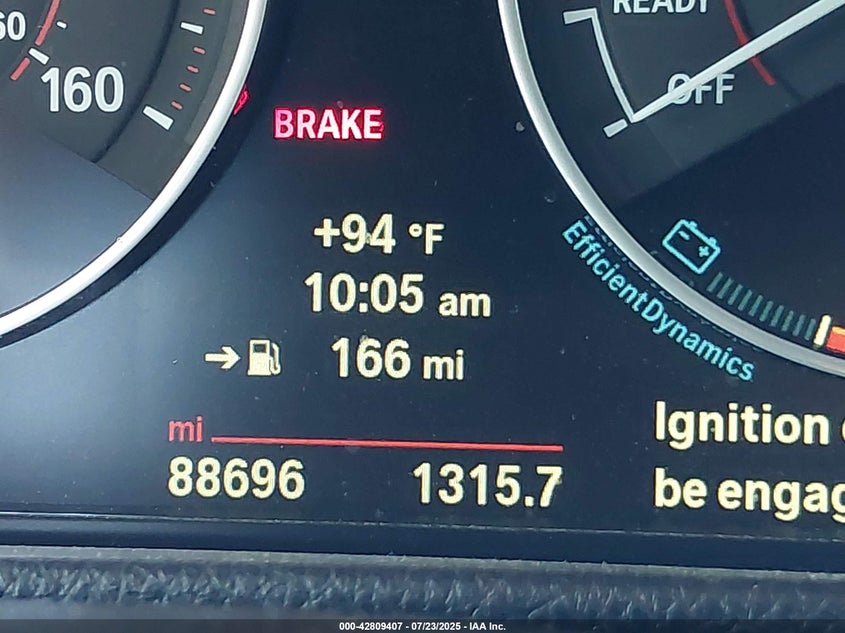 60
160
BRAKE
READY
OFF
+94 °F
10:05 am
166 mi
EfficientDynamics
mi
88696 1315.7
Ignition
be engag
000-42809407 - 07/23/2025 - IAA Inc.